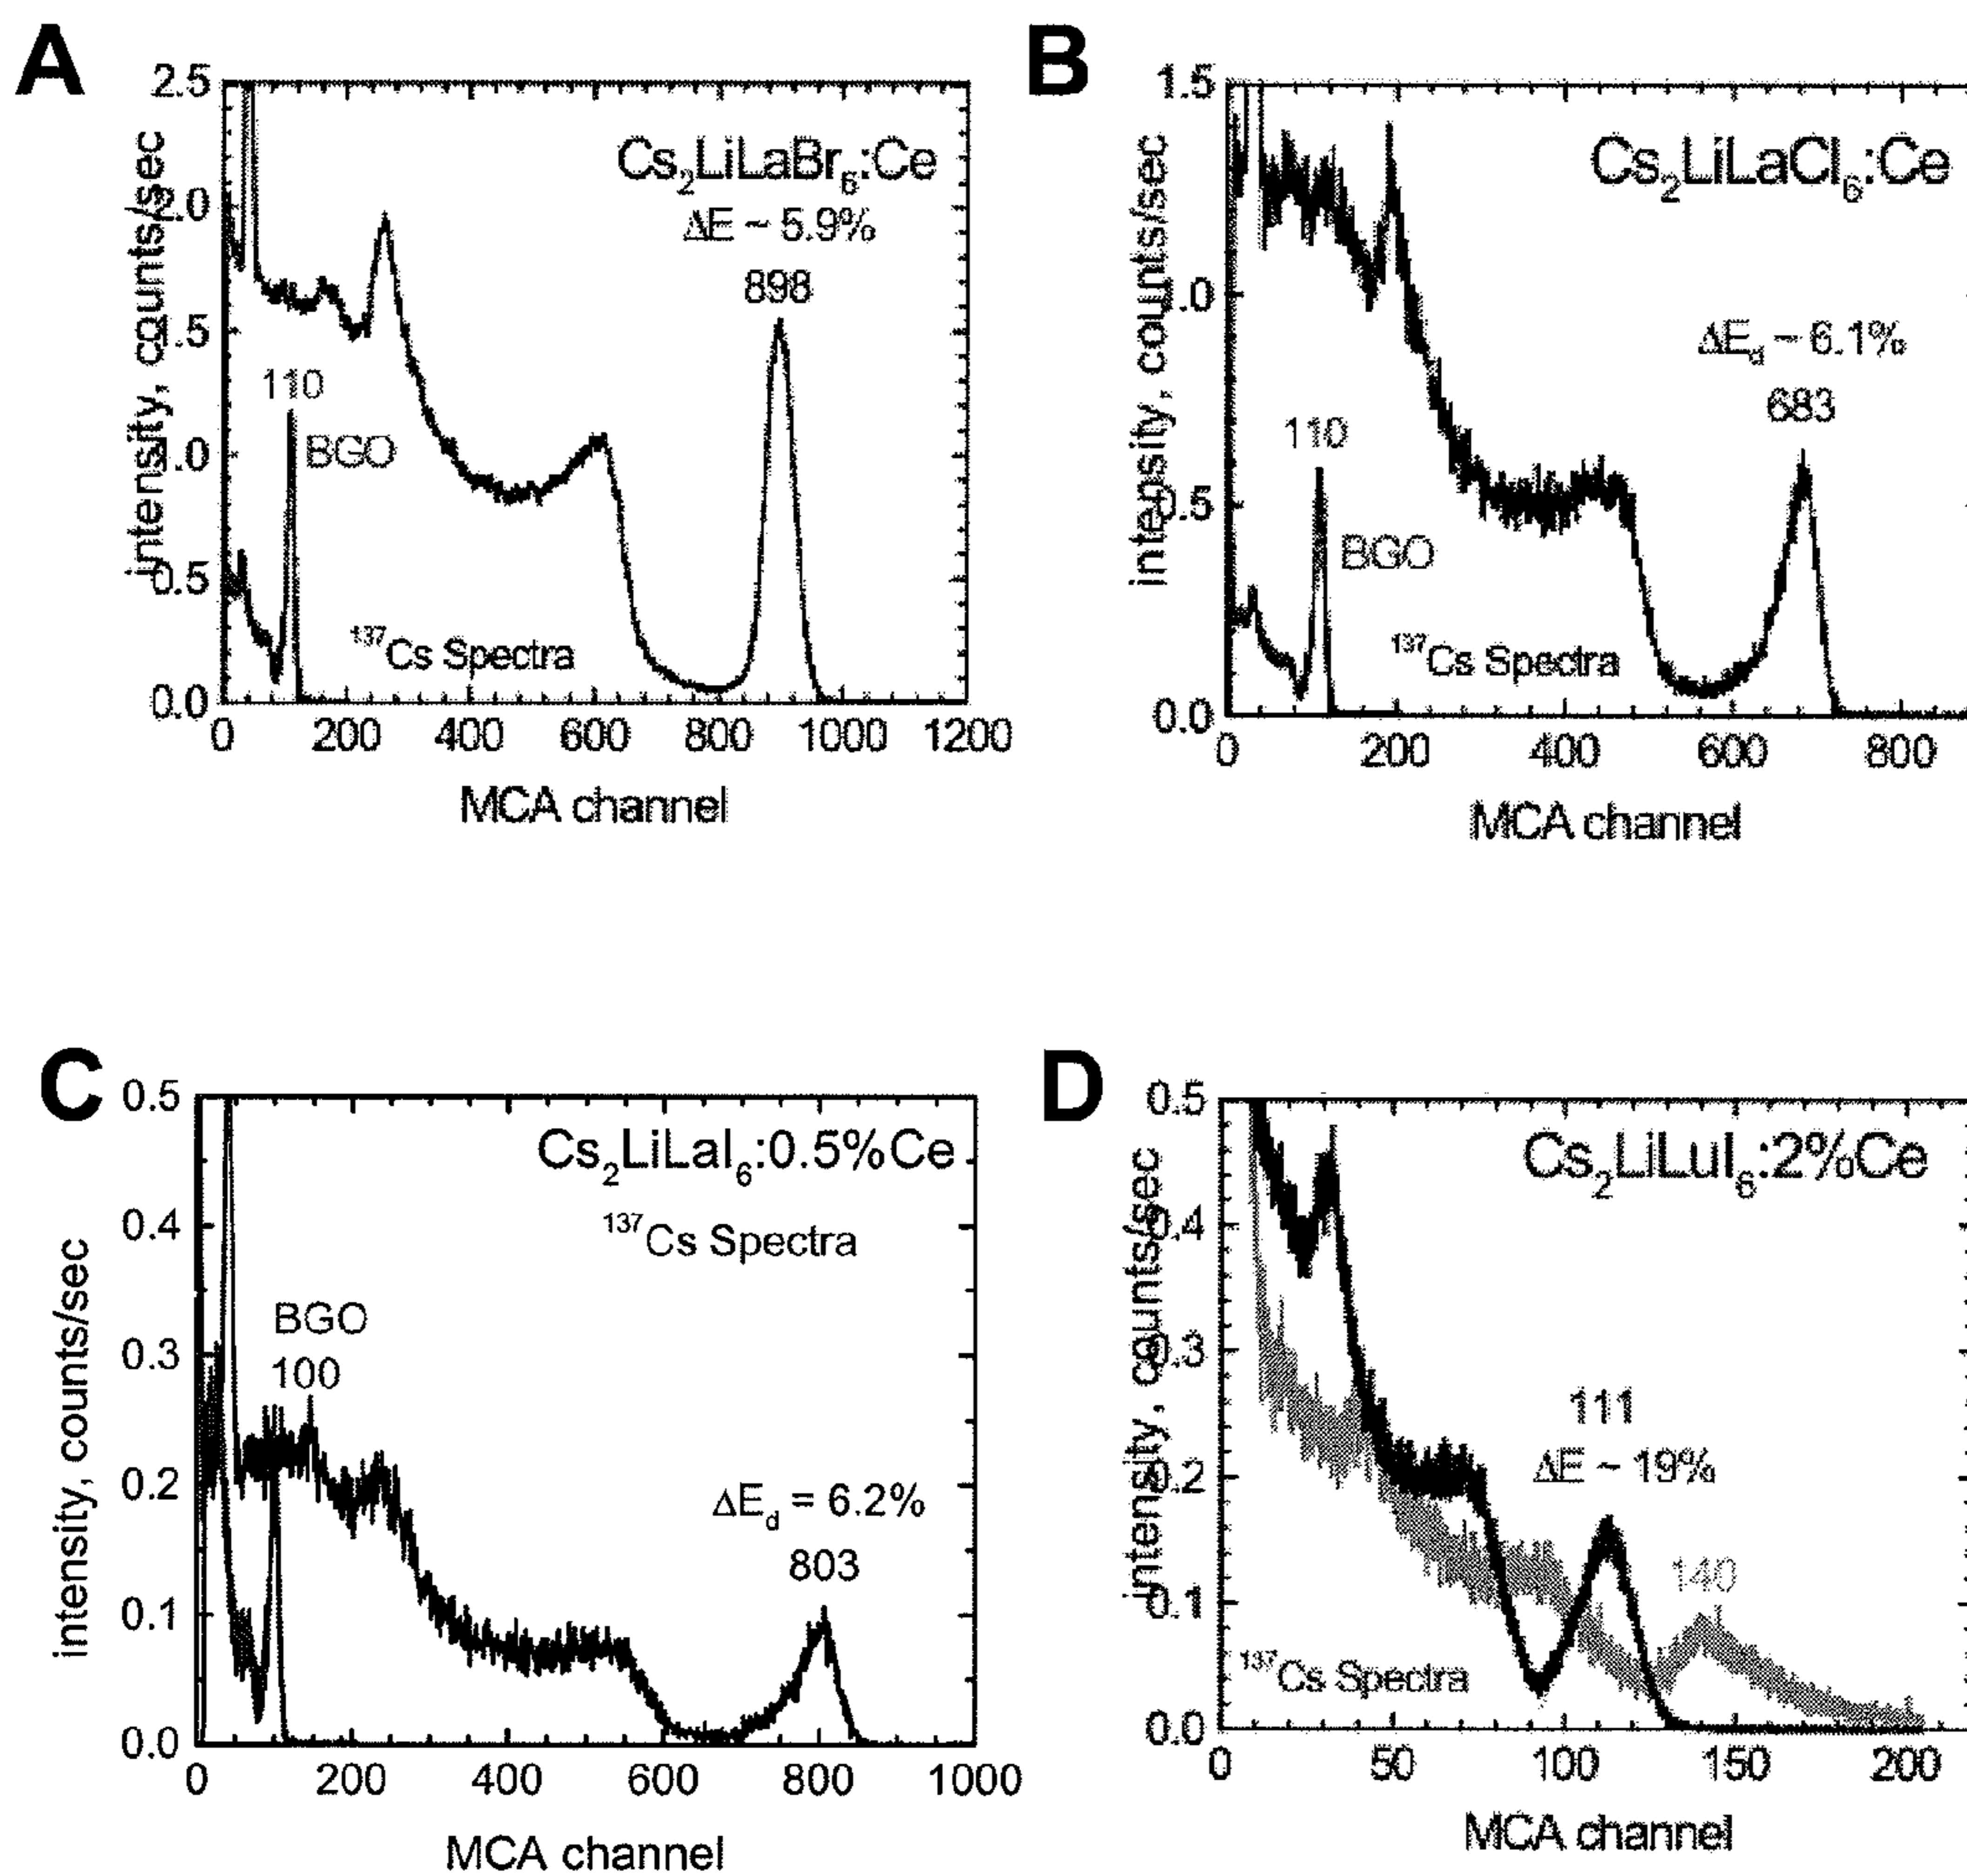 A
2.5
Cs2LiLaBr6:Ce
ΔE ~ 5.9%
2.0
898
1.5
110
BGO
1.0
0.5
137Cs Spectra
0.0
0 200 400 600 800 1000 1200
MCA channel
intensity, counts/sec
B
1.5
Cs2LiLaCl6:Ce
1.0
ΔEd ~ 6.1%
683
110
0.5
BGO
137Cs Spectra
0.0
0 200 400 600 800
MCA channel
intensity, counts/sec
C
0.5
Cs2LiLaI6:0.5%Ce
137Cs Spectra
0.4
BGO
0.3
100
0.2
ΔEd = 6.2%
803
0.1
0.0
0 200 400 600 800 1000
MCA channel
intensity, counts/sec
D
0.5
Cs2LiLuI6:2%Ce
0.4
0.3
111
ΔE ~ 19%
0.2
140
0.1
137Cs Spectra
0.0
0 50 100 150 200
MCA channel
intensity, counts/sec